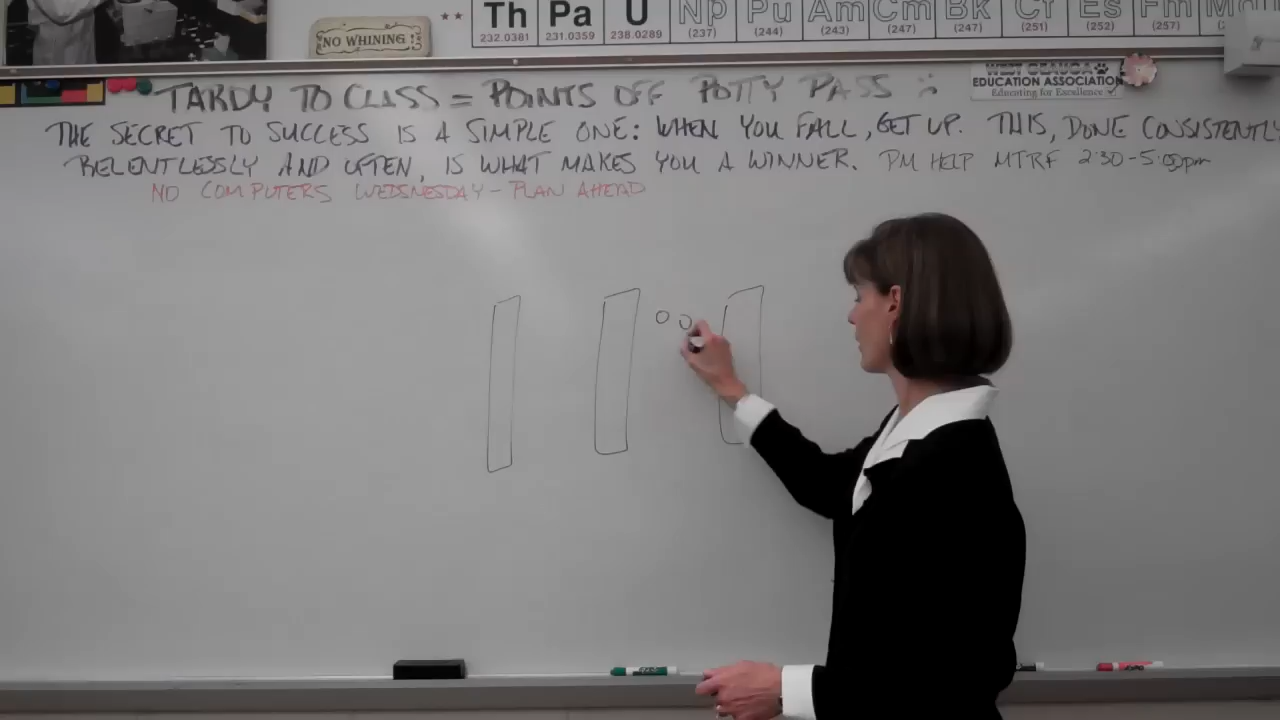 Th Pa U Np Pu Am Cm Bk Cf Es Fm
232.0381 231.0359 238.0289 (237) (244) (243) (247) (247) (251) (252) (257)
NO WHINING!
WEST GEAUGA
EDUCATION ASSOCIATION
Educating for Excellence
TARDY TO CLASS = POINTS OFF POTTY PASS
THE SECRET TO SUCCESS IS A SIMPLE ONE: WHEN YOU FALL, GET UP. THIS, DONE CONSISTENTLY
RELENTLESSLY AND OFTEN, IS WHAT MAKES YOU A WINNER. PM HELP MTRF 2:30-5:00pm
NO COMPUTERS WEDNESDAY - PLAN AHEAD